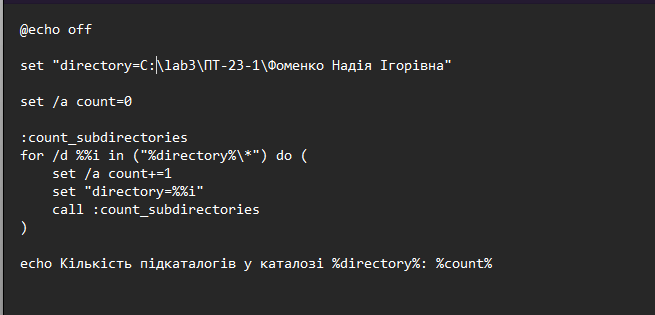 @echo off
set "directory=C:\lab3\ПТ-23-1\Фоменко Надія Ігорівна"
set /a count=0
:count_subdirectories
for /d %%i in ("%directory%\*") do (
set /a count+=1
set "directory=%%i"
call :count_subdirectories
)
echo Кількість підкаталогів у каталозі %directory%: %count%